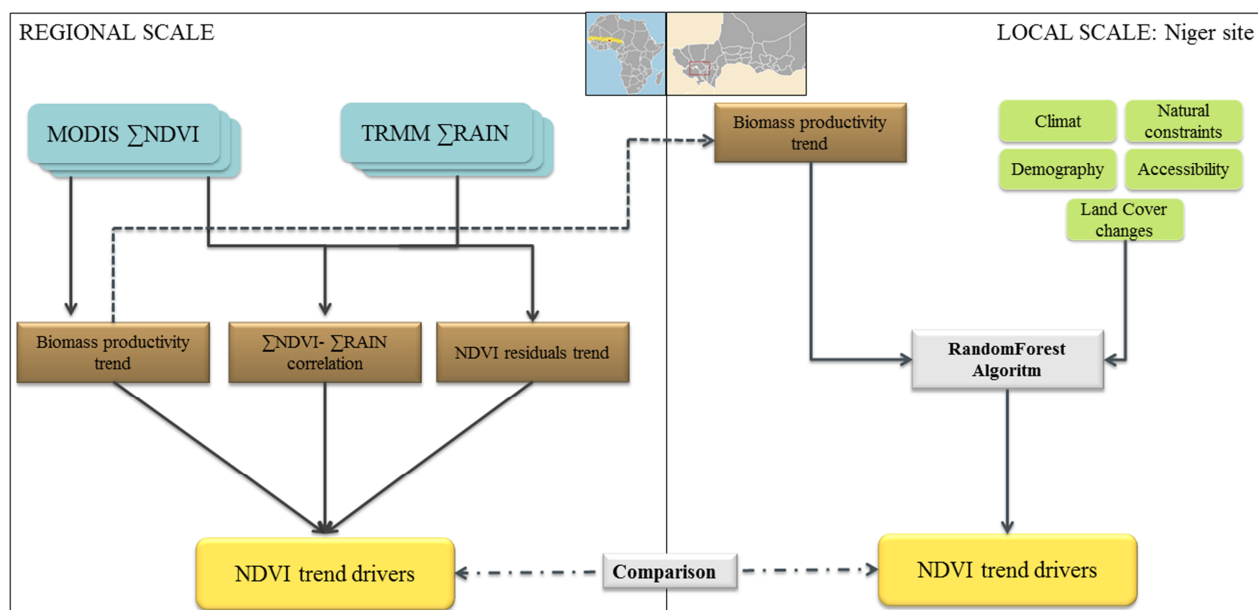 REGIONAL SCALE
MODIS ∑NDVI
TRMM ∑RAIN
Biomass productivity
trend
∑NDVI- ∑RAIN
correlation
NDVI residuals trend
NDVI trend drivers
Comparison
LOCAL SCALE: Niger site
Biomass productivity
trend
Climat
Natural
constraints
Demography
Accessibility
Land Cover
changes
RandomForest
Algoritm
NDVI trend drivers